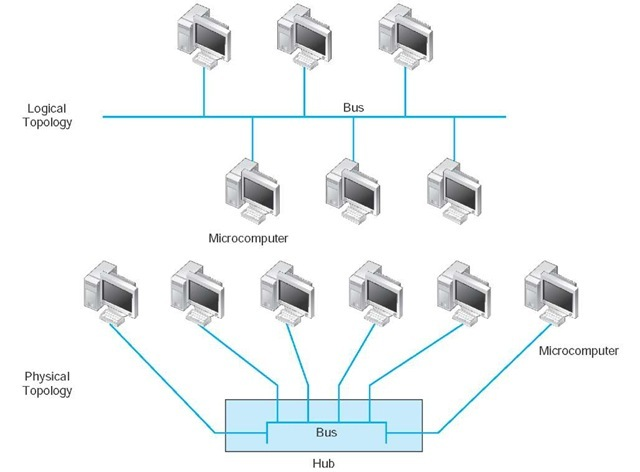 Bus
Logical
Topology
Microcomputer
Microcomputer
Physical
Topology
Bus
Hub